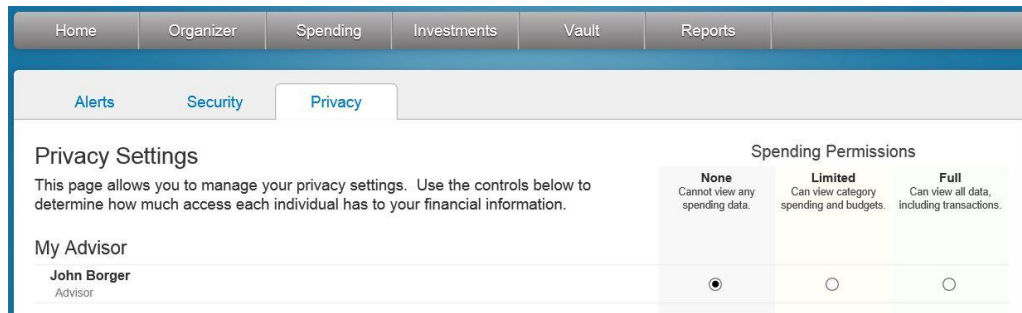 Home Organizer Spending Investments Vault Reports
Alerts Security Privacy
Privacy Settings
This page allows you to manage your privacy settings. Use the controls below to
determine how much access each individual has to your financial information.
Spending Permissions
None
Cannot view any
spending data.
Limited
Can view category
spending and budgets.
Full
Can view all data,
including transactions.
My Advisor
John Borger
Advisor